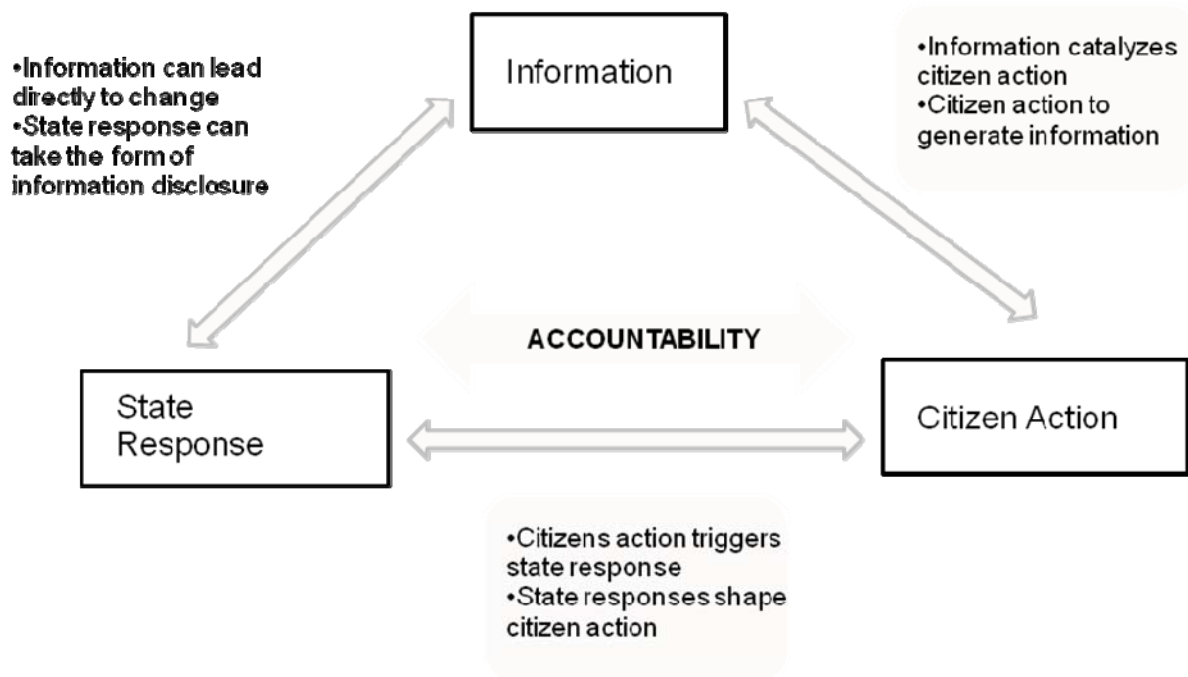 •Information can lead
directly to change
•State response can
take the form of
information disclosure
Information
•Information catalyzes
citizen action
•Citizen action to
generate information
ACCOUNTABILITY
State
Response
Citizen Action
•Citizens action triggers
state response
•State responses shape
citizen action